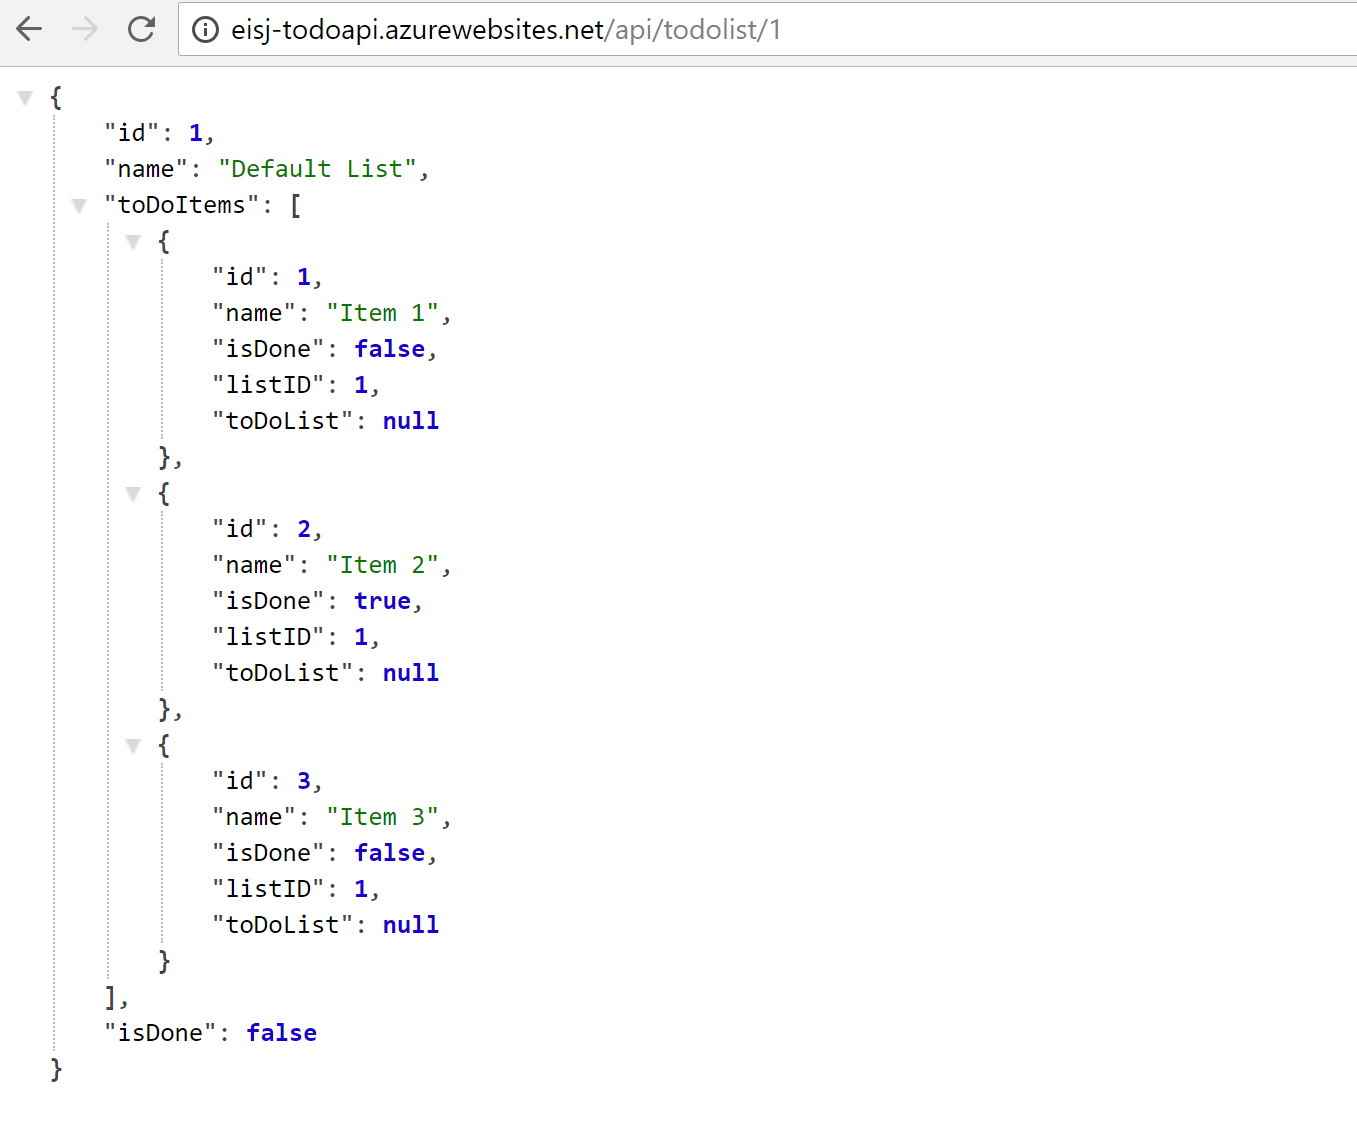 eisj-todoapi.azurewebsites.net/api/todolist/1
{
"id": 1,
"name": "Default List",
"toDoItems": [
{
"id": 1,
"name": "Item 1",
"isDone": false,
"listID": 1,
"toDoList": null
},
{
"id": 2,
"name": "Item 2",
"isDone": true,
"listID": 1,
"toDoList": null
},
{
"id": 3,
"name": "Item 3",
"isDone": false,
"listID": 1,
"toDoList": null
}
],
"isDone": false
}